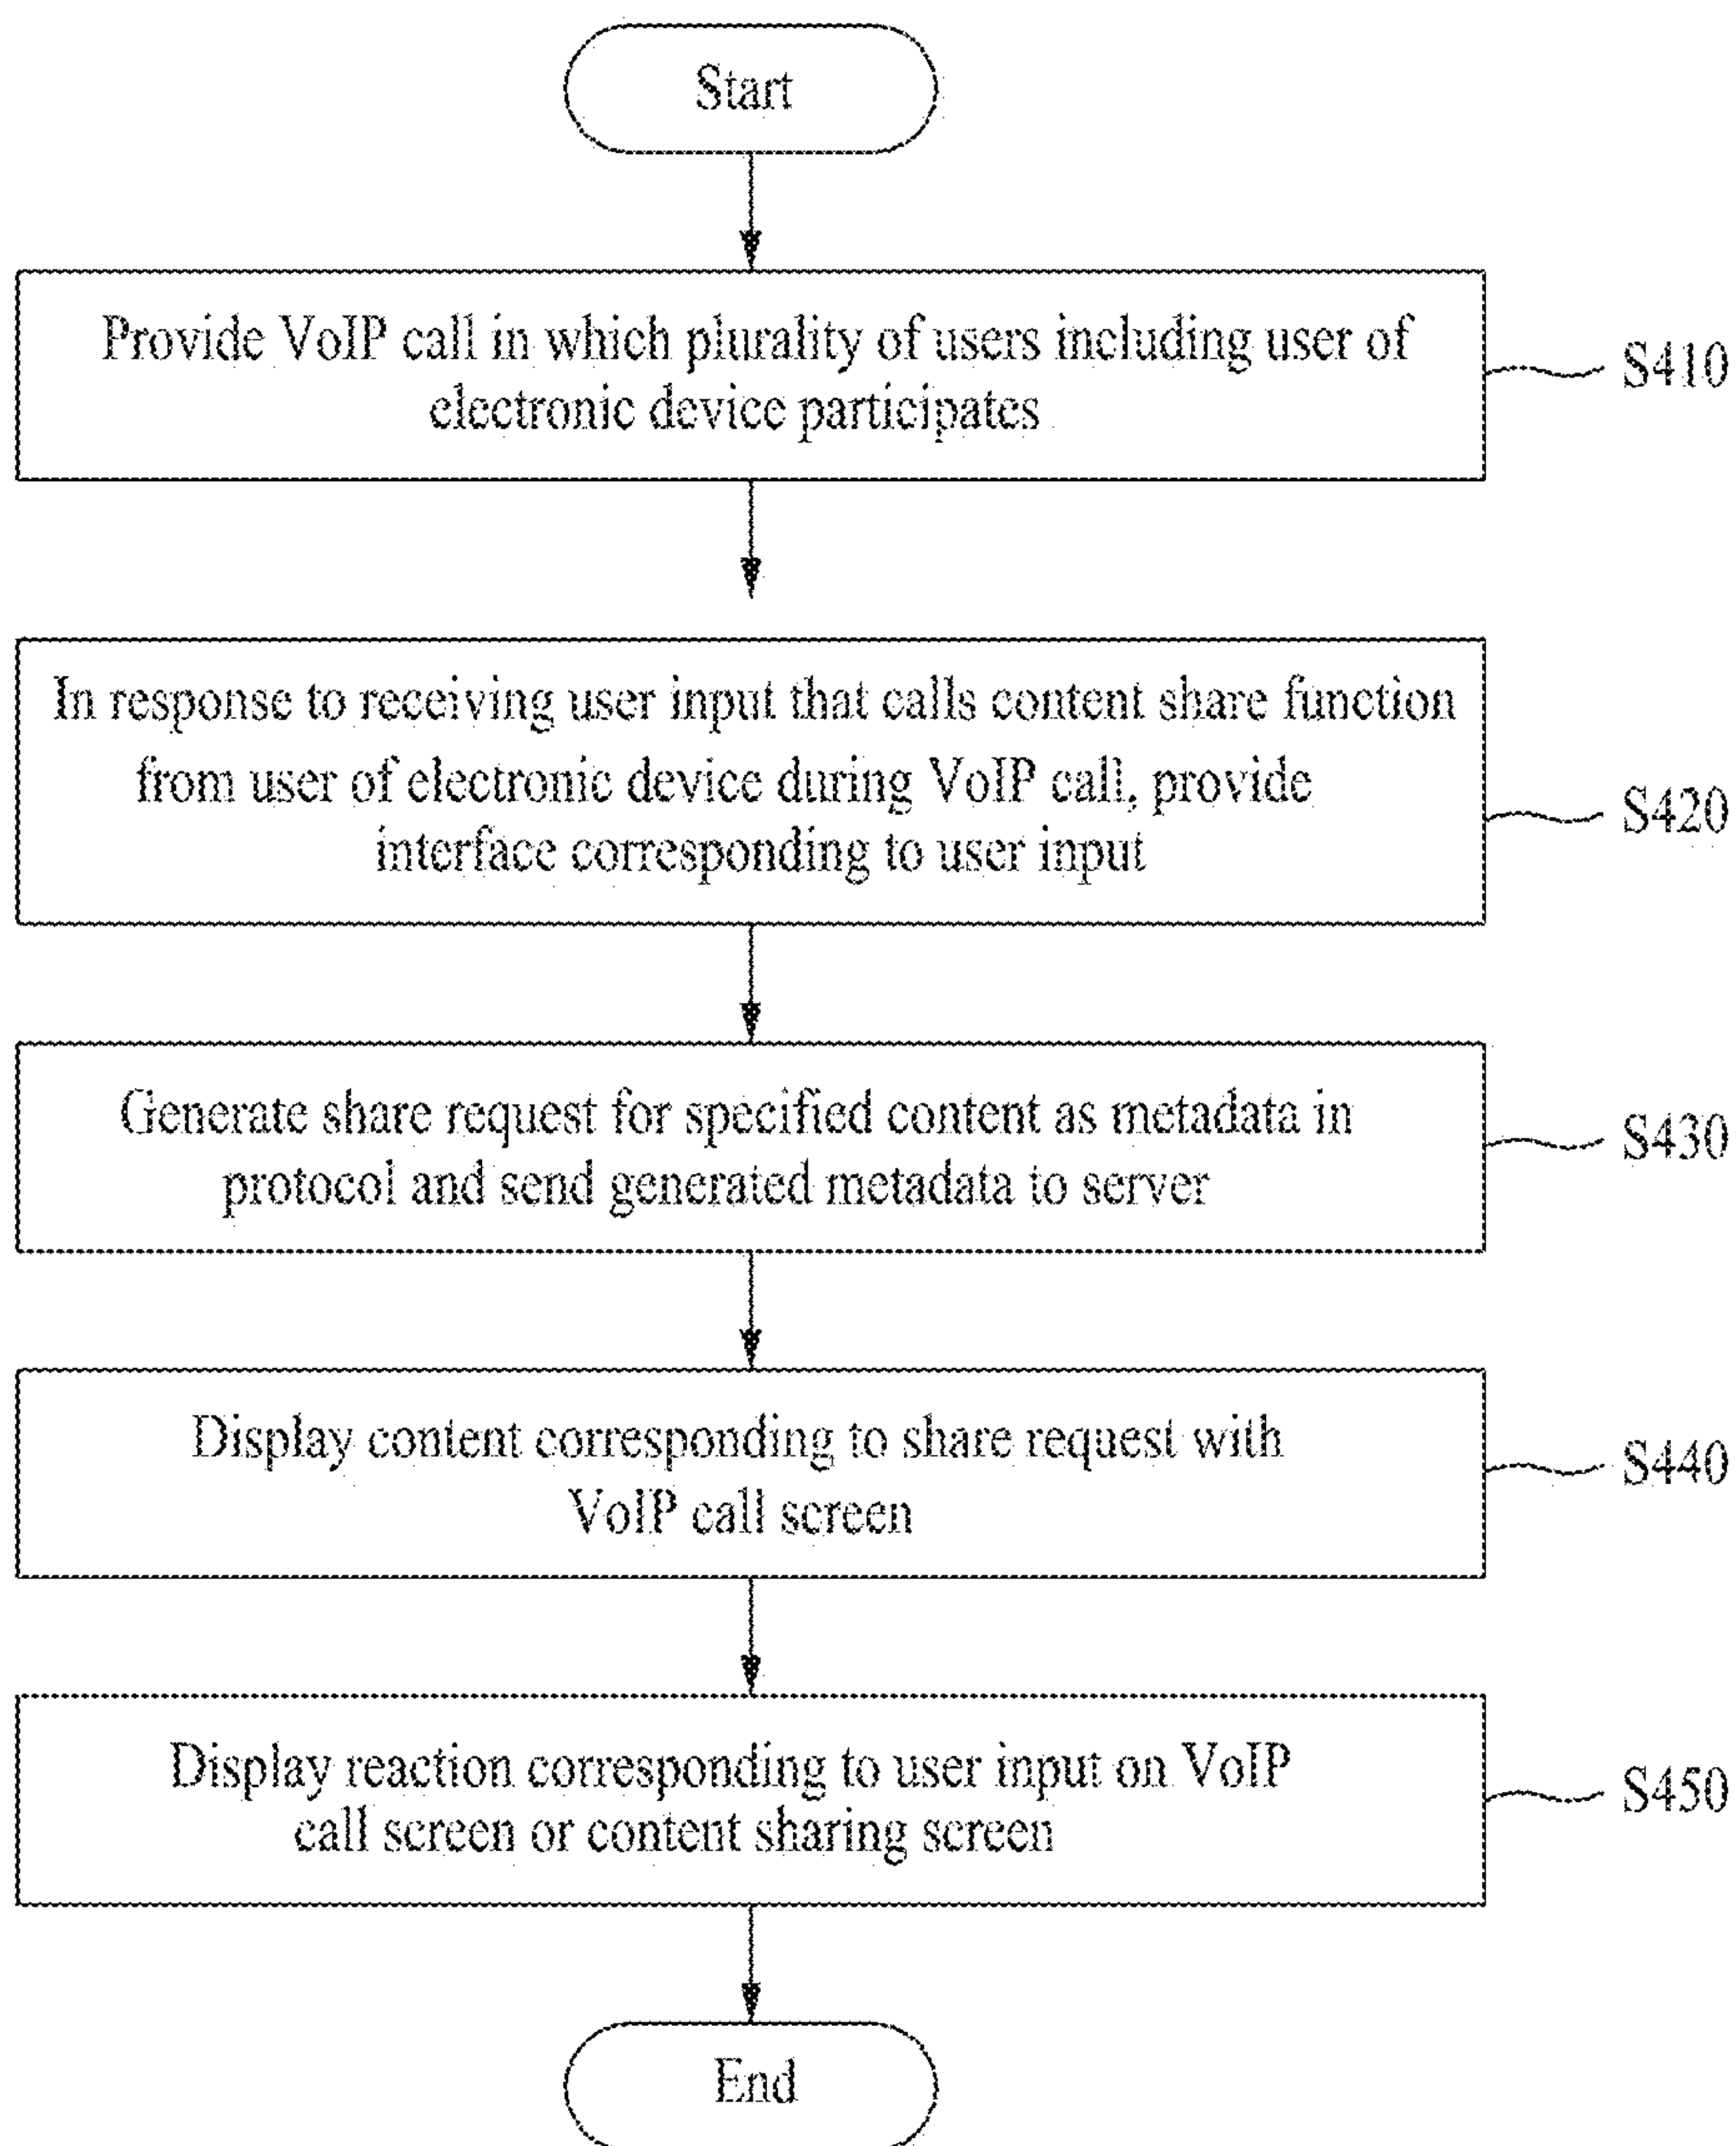 Start
Provide VoIP call in which plurality of users including user of
electronic device participates
S410
In response to receiving user input that calls content share function
from user of electronic device during VoIP call, provide
interface corresponding to user input
S420
Generate share request for specified content as metadata in
protocol and send generated metadata to server
S430
Display content corresponding to share request with
VoIP call screen
S440
Display reaction corresponding to user input on VoIP
call screen or content sharing screen
S450
End